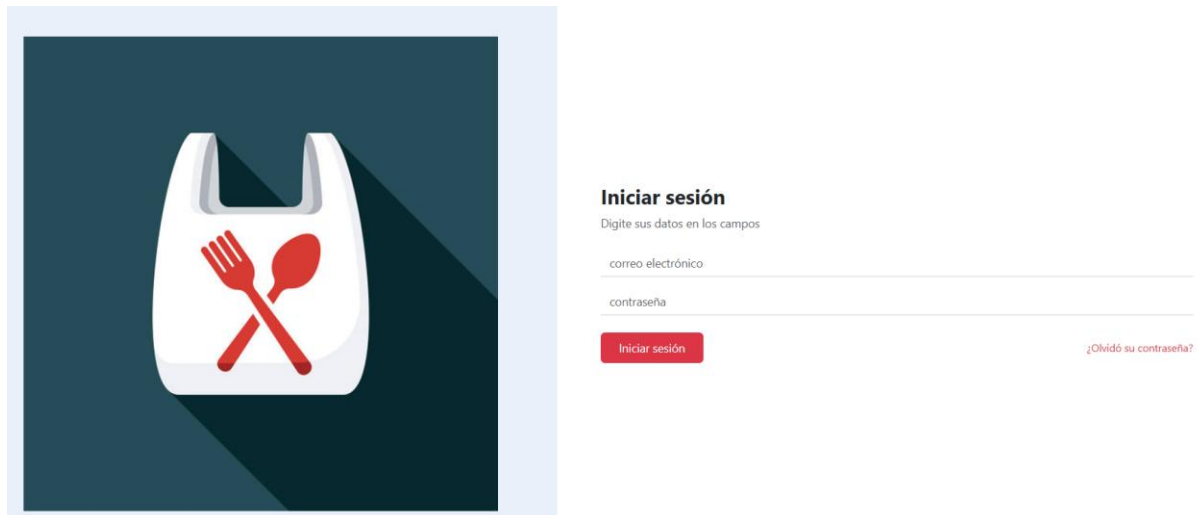 Iniciar sesión
Digite sus datos en los campos
correo electrónico
contraseña
Iniciar sesión
¿Olvidó su contraseña?